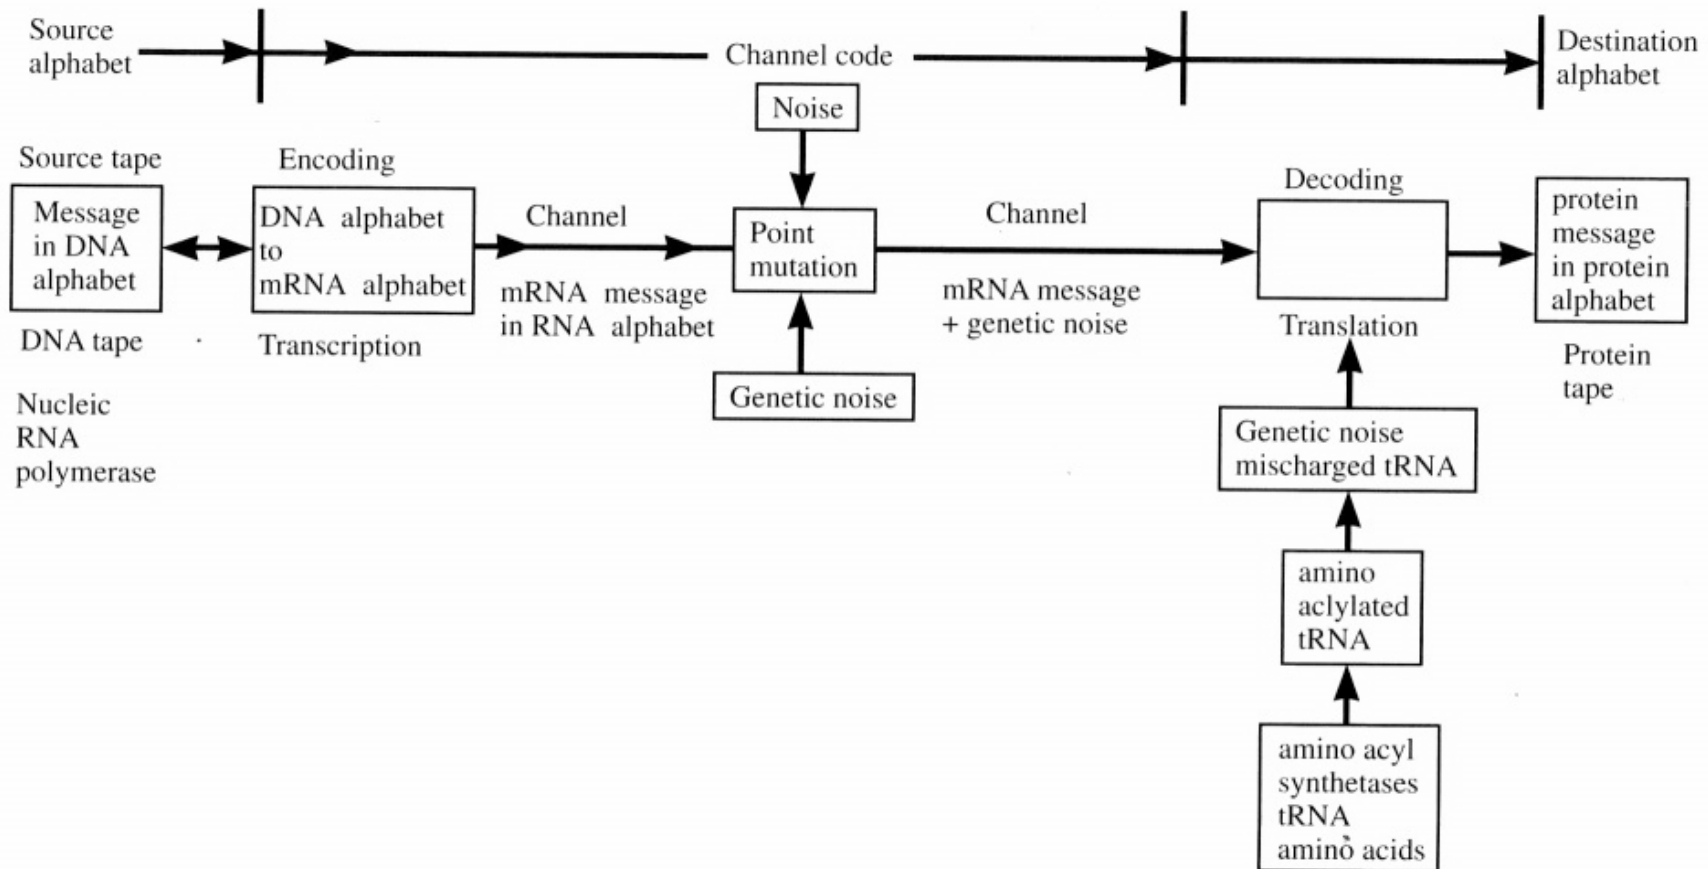 Source
alphabet
Channel code
Destination
alphabet
Noise
Source tape
Encoding
Decoding
Message
in DNA
alphabet
DNA alphabet
to
mRNA alphabet
Channel
Point
mutation
Channel
protein
message
in protein
alphabet
mRNA message
in RNA alphabet
mRNA message
+ genetic noise
DNA tape
Transcription
Translation
Protein
tape
Genetic noise
Nucleic
RNA
polymerase
Genetic noise
mischarged tRNA
amino
aclylated
tRNA
amino acyl
synthetases
tRNA
amino acids